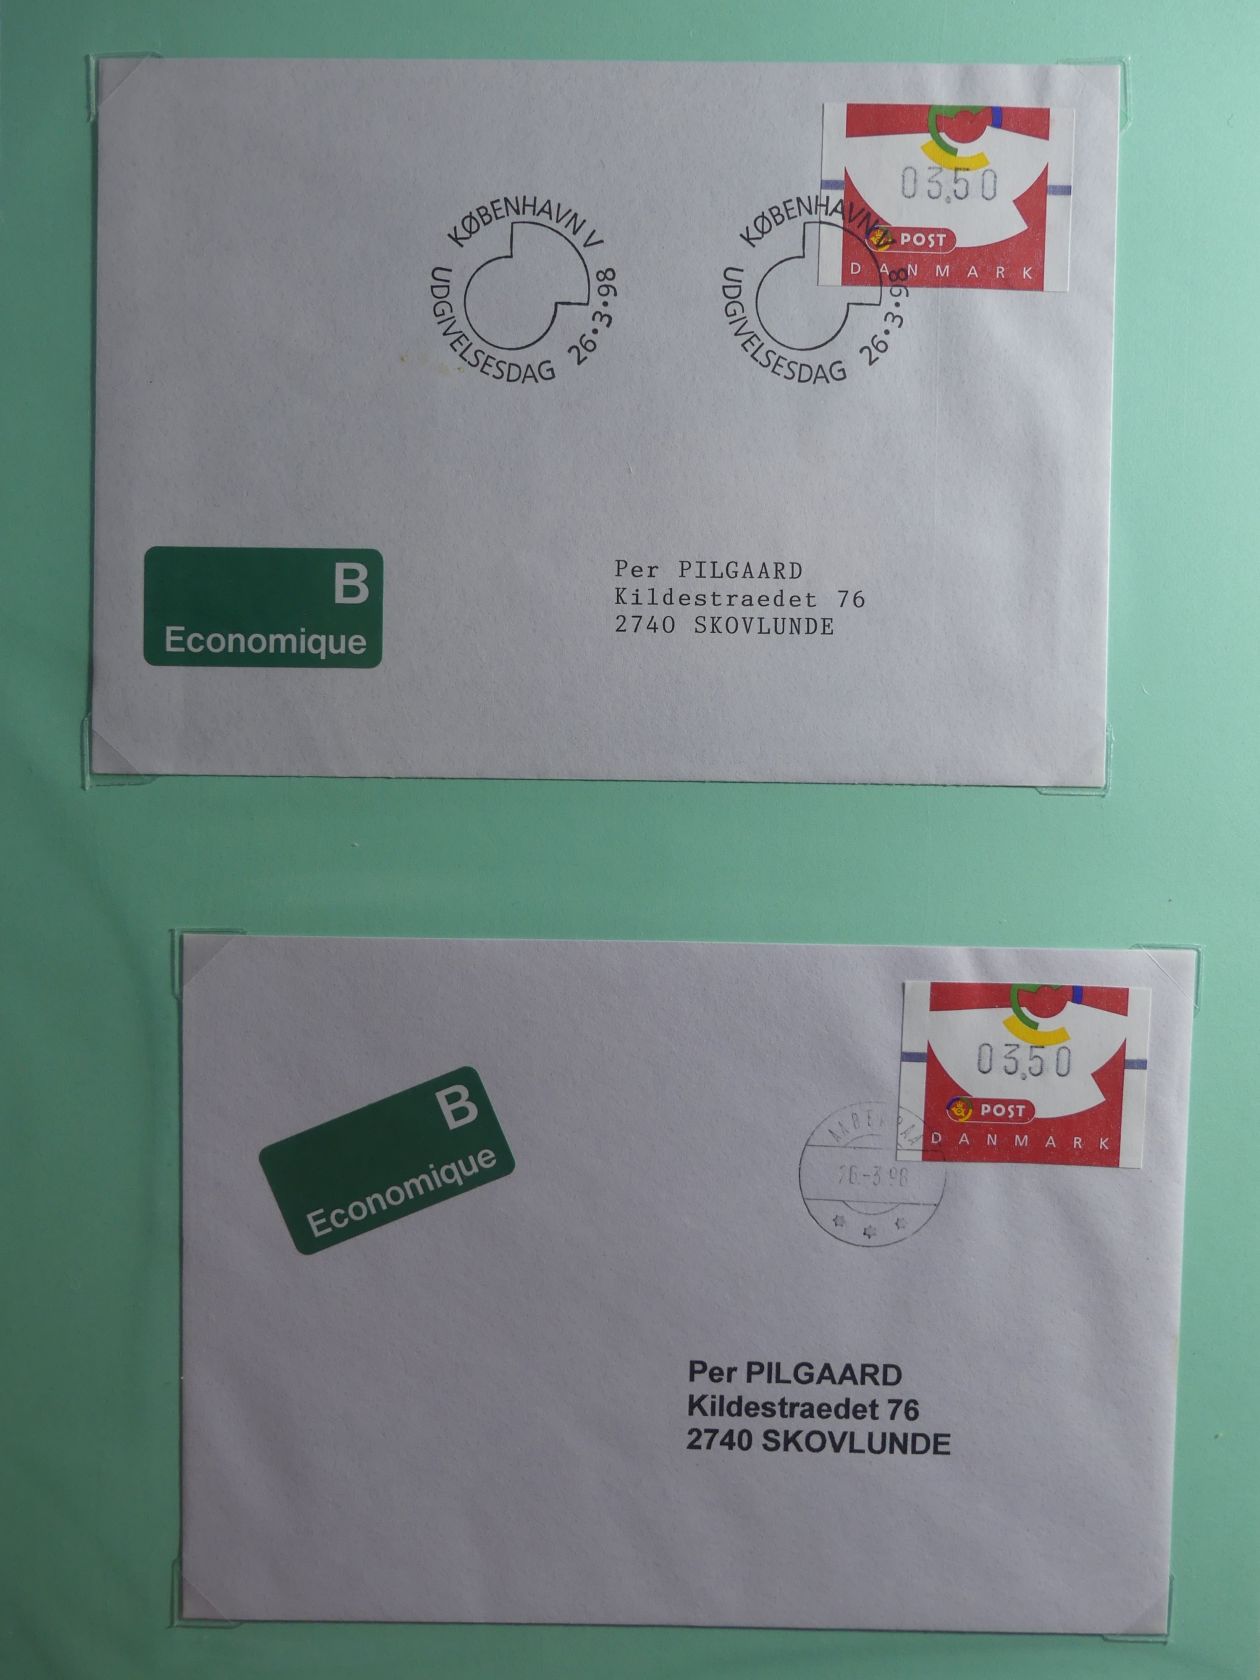 03,50
POST
DANMARK
KØBENHAVN V
UDGIVELSESDAG 26.3.98
KØBENHAVN V
UDGIVELSESDAG 26.3.98
B
Economique
Per PILGAARD
Kildestraedet 76
2740 SKOVLUNDE
03,50
POST
DANMARK
AABENRAA
26.-3.98
B
Economique
Per PILGAARD
Kildestraedet 76
2740 SKOVLUNDE